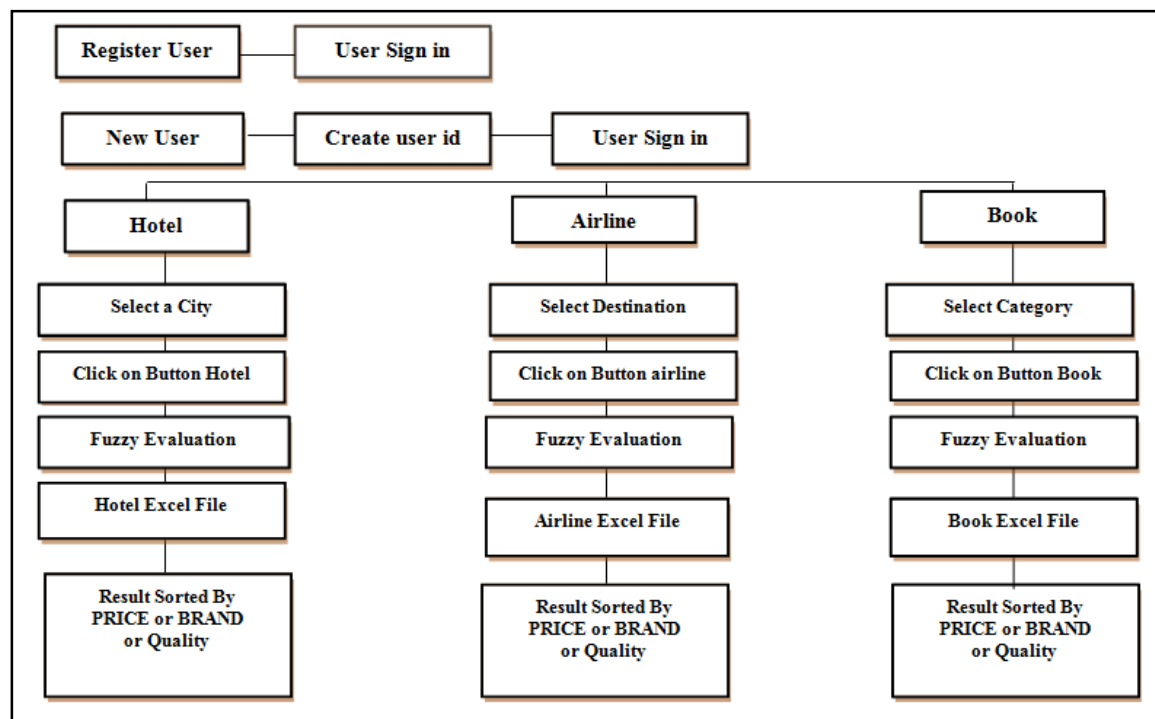 Register User
User Sign in
New User
Create user id
User Sign in
Hotel
Airline
Book
Select a City
Select Destination
Select Category
Click on Button Hotel
Click on Button airline
Click on Button Book
Fuzzy Evaluation
Fuzzy Evaluation
Fuzzy Evaluation
Hotel Excel File
Airline Excel File
Book Excel File
Result Sorted By
PRICE or BRAND
or Quality
Result Sorted By
PRICE or BRAND
or Quality
Result Sorted By
PRICE or BRAND
or Quality